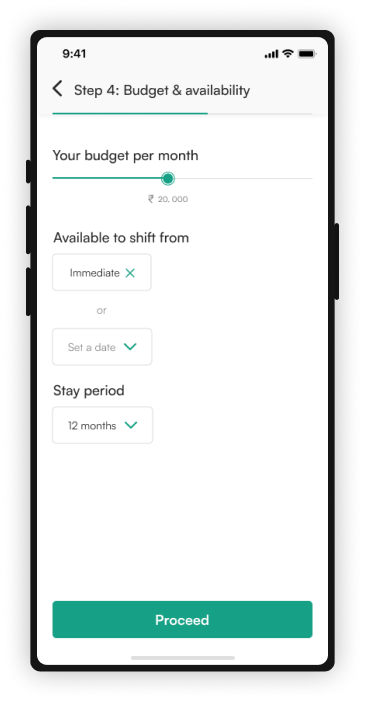 9:41
Step 4: Budget & availability
Your budget per month
₹ 20, 000
Available to shift from
Immediate
or
Set a date
Stay period
12 months
Proceed